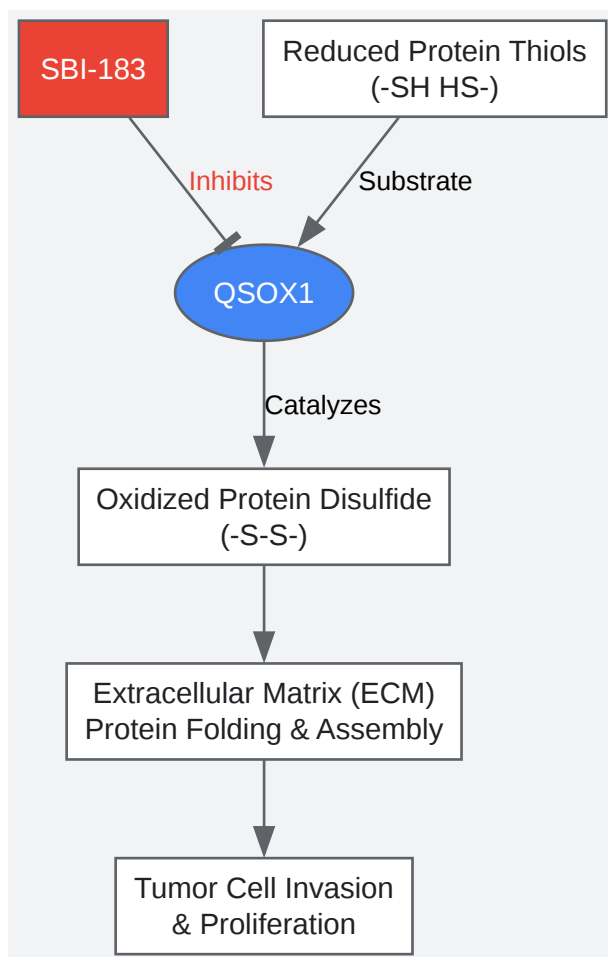 SBI-183
Reduced Protein Thiols
(-SH HS-)
Inhibits
Substrate
QSOX1
Catalyzes
Oxidized Protein Disulfide
(-S-S-)
Extracellular Matrix (ECM)
Protein Folding & Assembly
Tumor Cell Invasion
& Proliferation